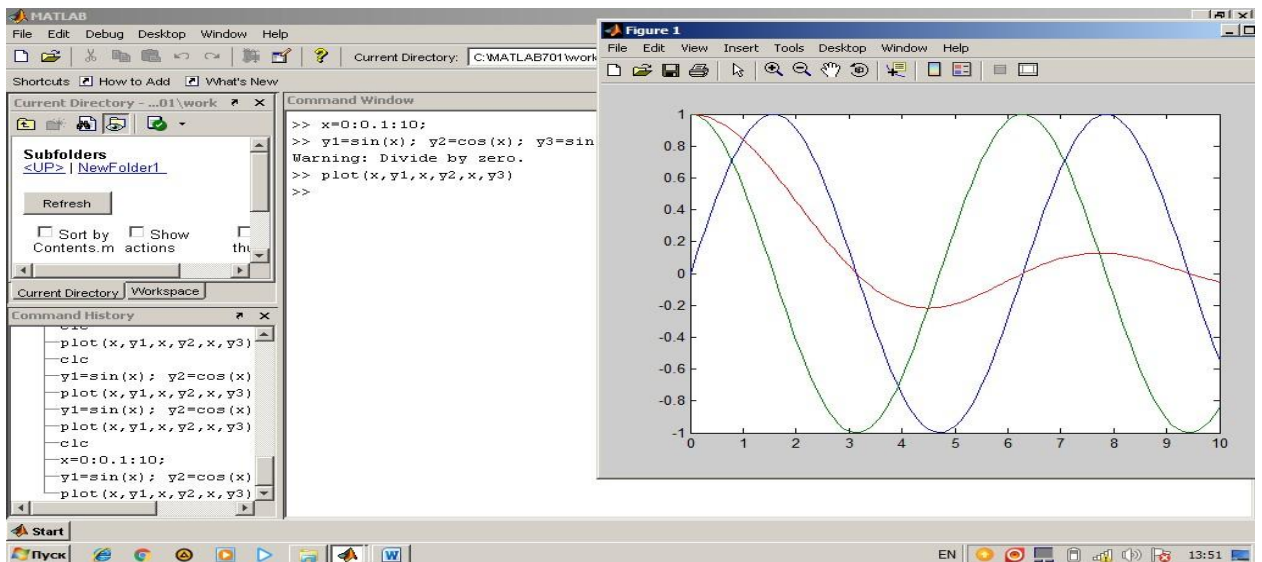 MATLAB
File Edit Debug Desktop Window Help
Current Directory: C:\MATLAB701\work
Shortcuts How to Add What's New
Current Directory - ...01\work
Subfolders
<UP> | NewFolder1
Refresh
Sort by Show
Contents.m actions
Current Directory Workspace
Command History
clc
plot(x,y1,x,y2,x,y3)
clc
y1=sin(x); y2=cos(x)
plot(x,y1,x,y2,x,y3)
y1=sin(x); y2=cos(x)
plot(x,y1,x,y2,x,y3)
clc
x=0:0.1:10;
y1=sin(x); y2=cos(x)
plot(x,y1,x,y2,x,y3)
Command Window
>> x=0:0.1:10;
>> y1=sin(x); y2=cos(x); y3=sin
Warning: Divide by zero.
>> plot(x,y1,x,y2,x,y3)
>>
Figure 1
File Edit View Insert Tools Desktop Window Help
1
0.8
0.6
0.4
0.2
0
-0.2
-0.4
-0.6
-0.8
-1
0 1 2 3 4 5 6 7 8 9 10
Start
Пуск
EN 13:51